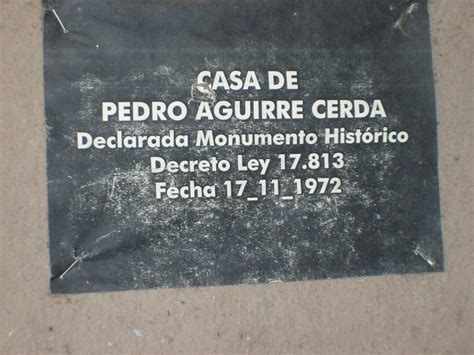 CASA DE
PEDRO AGUIRRE CERDA
Declarada Monumento Histórico
Decreto Ley 17.813
Fecha 17_11_1972